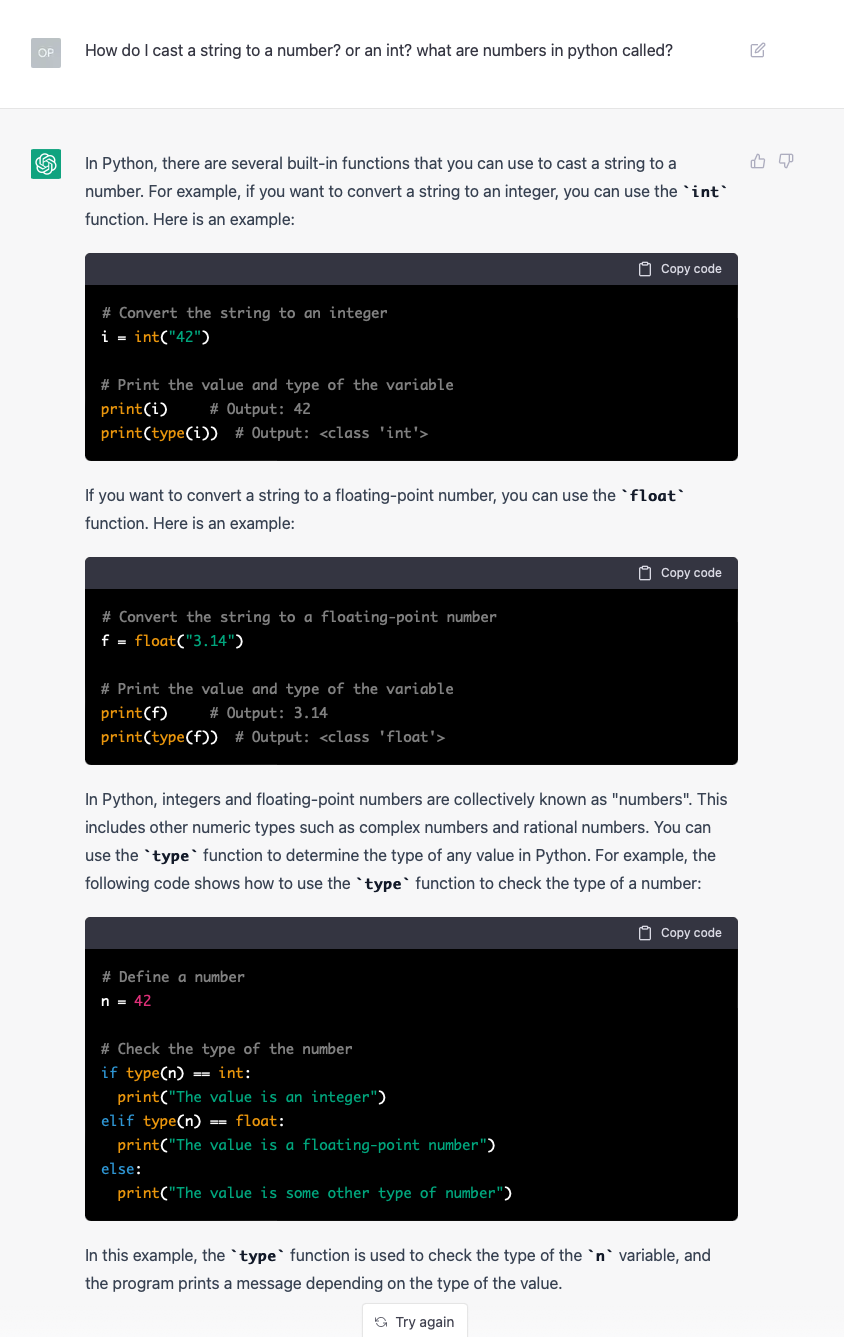 OP
How do I cast a string to a number? or an int? what are numbers in python called?
In Python, there are several built-in functions that you can use to cast a string to a
number. For example, if you want to convert a string to an integer, you can use the `int`
function. Here is an example:
Copy code
# Convert the string to an integer
i = int("42")
# Print the value and type of the variable
print(i)     # Output: 42
print(type(i))  # Output: <class 'int'>
If you want to convert a string to a floating-point number, you can use the `float`
function. Here is an example:
Copy code
# Convert the string to a floating-point number
f = float("3.14")
# Print the value and type of the variable
print(f)     # Output: 3.14
print(type(f))  # Output: <class 'float'>
In Python, integers and floating-point numbers are collectively known as "numbers". This
includes other numeric types such as complex numbers and rational numbers. You can
use the `type` function to determine the type of any value in Python. For example, the
following code shows how to use the `type` function to check the type of a number:
Copy code
# Define a number
n = 42
# Check the type of the number
if type(n) == int:
  print("The value is an integer")
elif type(n) == float:
  print("The value is a floating-point number")
else:
  print("The value is some other type of number")
In this example, the `type` function is used to check the type of the `n` variable, and
the program prints a message depending on the type of the value.
Try again